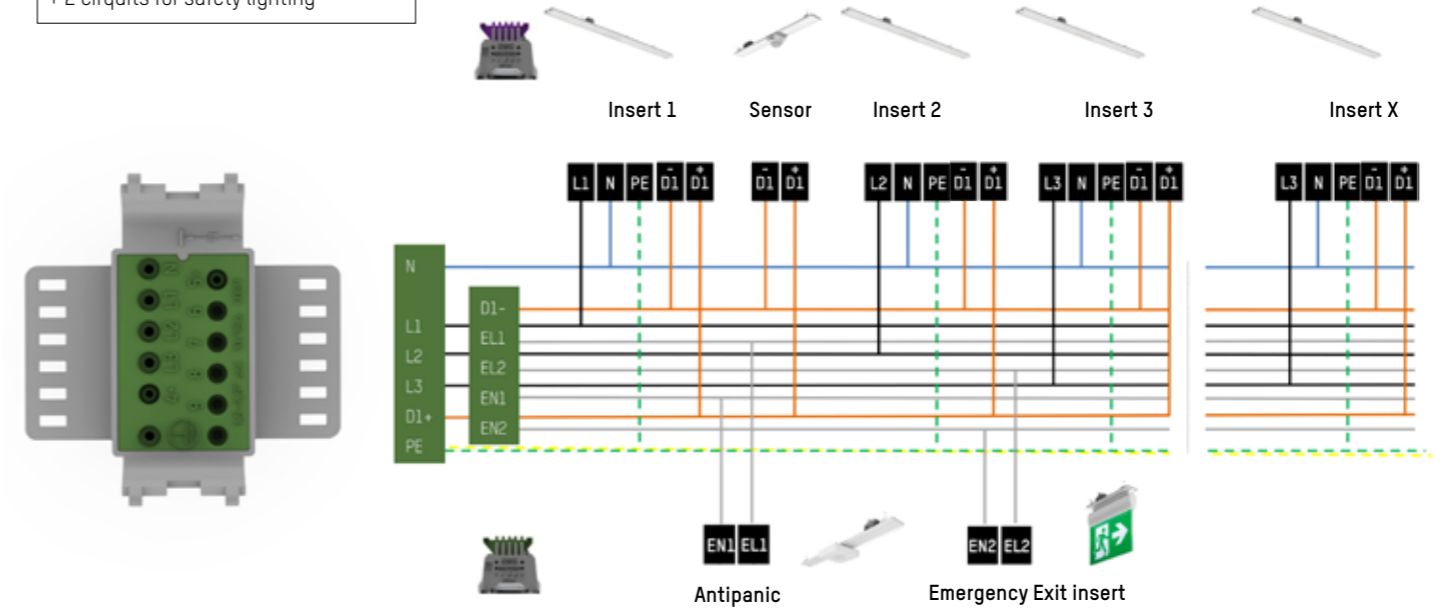 + 2 cirquits for safety lighting
Insert 1 Sensor Insert 2 Insert 3 Insert X
L1 N PE D1 - D1 + D1 - D1 + L2 N PE D1 - D1 + L3 N PE D1 - D1 + L3 N PE D1 - D1 +
N
D1-
L1
EL1
L2
EL2
L3
EN1
D1+
EN2
PE
EN1 EL1 EN2 EL2
Antipanic Emergency Exit insert